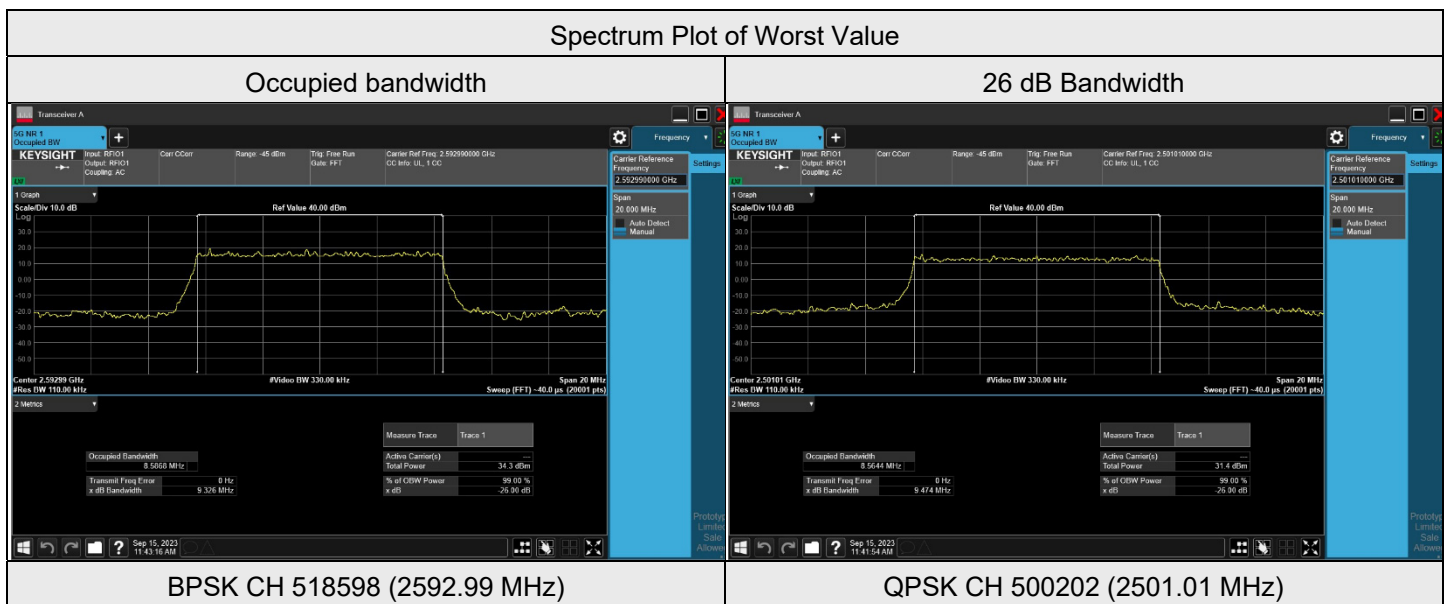 Spectrum Plot of Worst Value
Occupied bandwidth
Transceiver A
5G NR 1
Occupied BW
+
Frequency
KEYSIGHT
Input: RFIO1
Output: RFIO1
Coupling: AC
Corr CCorr
Range: -45 dBm
Trig: Free Run
Gate: FFT
Carrier Ref Freq: 2.592990000 GHz
CC Info: UL, 1 CC
Carrier Reference
Frequency
2.592990000 GHz
Settings
Span
20.000 MHz
Auto Detect
Manual
1 Graph
Scale/Div 10.0 dB
Ref Value 40.00 dBm
Log
30.0
20.0
10.0
0.00
-10.0
-20.0
-30.0
-40.0
-50.0
Center 2.59299 GHz
#Video BW 330.00 kHz
Span 20 MHz
#Res BW 110.00 kHz
Sweep (FFT) ~40.0 µs (20001 pts)
2 Metrics
Measure Trace Trace 1
Occupied Bandwidth
8.5868 MHz
Active Carrier(s) ---
Total Power 34.3 dBm
Transmit Freq Error 0 Hz
x dB Bandwidth 9.326 MHz
% of OBW Power 99.00 %
x dB -26.00 dB
Sep 15, 2023
11:43:16 AM
BPSK CH 518598 (2592.99 MHz)
26 dB Bandwidth
Transceiver A
5G NR 1
Occupied BW
+
Frequency
KEYSIGHT
Input: RFIO1
Output: RFIO1
Coupling: AC
Corr CCorr
Range: -45 dBm
Trig: Free Run
Gate: FFT
Carrier Ref Freq: 2.501010000 GHz
CC Info: UL, 1 CC
Carrier Reference
Frequency
2.501010000 GHz
Settings
Span
20.000 MHz
Auto Detect
Manual
1 Graph
Scale/Div 10.0 dB
Ref Value 40.00 dBm
Log
30.0
20.0
10.0
0.00
-10.0
-20.0
-30.0
-40.0
-50.0
Center 2.50101 GHz
#Video BW 330.00 kHz
Span 20 MHz
#Res BW 110.00 kHz
Sweep (FFT) ~40.0 µs (20001 pts)
2 Metrics
Measure Trace Trace 1
Occupied Bandwidth
8.5644 MHz
Active Carrier(s) ---
Total Power 31.4 dBm
Transmit Freq Error 0 Hz
x dB Bandwidth 9.474 MHz
% of OBW Power 99.00 %
x dB -26.00 dB
Sep 15, 2023
11:41:54 AM
QPSK CH 500202 (2501.01 MHz)